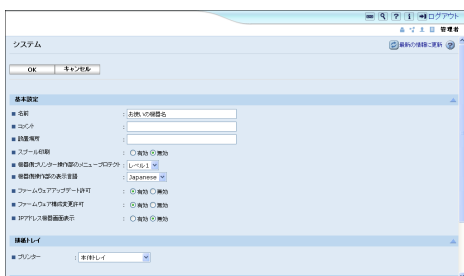 ログアウト
管理者
システム
最新の情報に更新
OK キャンセル
基本設定
名前 : お使いの機器名
コメント :
設置場所 :
スプール印刷 : 有効 無効
機器側プリンター操作部のメニュープロテクト : レベル1
機器側操作部の表示言語 : Japanese
ファームウェアアップデート許可 : 有効 無効
ファームウェア構成変更許可 : 有効 無効
IPアドレス機器画面表示 : 有効 無効
排紙トレイ
プリンター : 本体トレイ